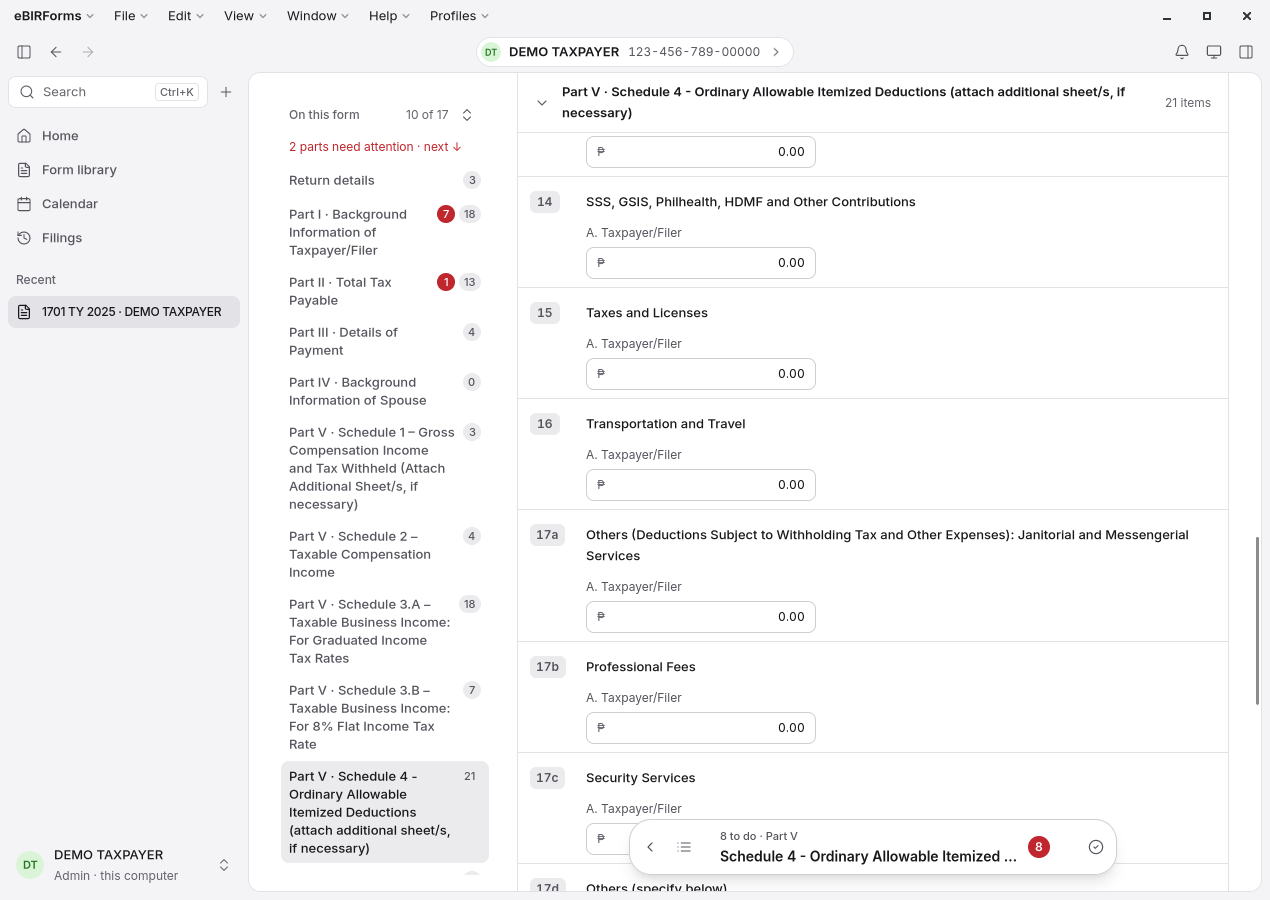 eBIRForms File Edit View Window Help Profiles
DT DEMO TAXPAYER 123-456-789-00000
Search Ctrl+K
Home
Form library
Calendar
Filings
Recent
1701 TY 2025 · DEMO TAXPAYER
DT DEMO TAXPAYER
Admin · this computer
On this form 10 of 17
2 parts need attention · next ↓
Return details 3
Part I · Background 7 18
Information of
Taxpayer/Filer
Part II · Total Tax 1 13
Payable
Part III · Details of 4
Payment
Part IV · Background 0
Information of Spouse
Part V · Schedule 1 – Gross 3
Compensation Income
and Tax Withheld (Attach
Additional Sheet/s, if
necessary)
Part V · Schedule 2 – 4
Taxable Compensation
Income
Part V · Schedule 3.A – 18
Taxable Business Income:
For Graduated Income
Tax Rates
Part V · Schedule 3.B – 7
Taxable Business Income:
For 8% Flat Income Tax
Rate
Part V · Schedule 4 - 21
Ordinary Allowable
Itemized Deductions
(attach additional sheet/s,
if necessary)
Part V · Schedule 4 - Ordinary Allowable Itemized Deductions (attach additional sheet/s, if
necessary)
21 items
₱ 0.00
14 SSS, GSIS, Philhealth, HDMF and Other Contributions
A. Taxpayer/Filer
₱ 0.00
15 Taxes and Licenses
A. Taxpayer/Filer
₱ 0.00
16 Transportation and Travel
A. Taxpayer/Filer
₱ 0.00
17a Others (Deductions Subject to Withholding Tax and Other Expenses): Janitorial and Messengerial
Services
A. Taxpayer/Filer
₱ 0.00
17b Professional Fees
A. Taxpayer/Filer
₱ 0.00
17c Security Services
A. Taxpayer/Filer
₱
8 to do · Part V
Schedule 4 - Ordinary Allowable Itemized ... 8
17d Others (specify below)